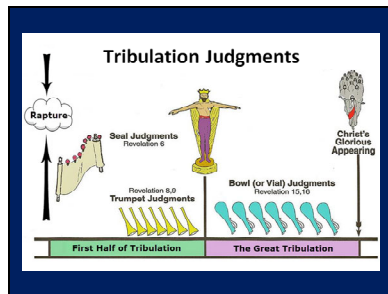 Tribulation Judgments
Rapture
Seal Judgments
Revelation 6
Christ's
Glorious
Appearing
Revelation 8,9
Trumpet Judgments
Bowl (or Vial) Judgments
Revelation 15,16
First Half of Tribulation
The Great Tribulation